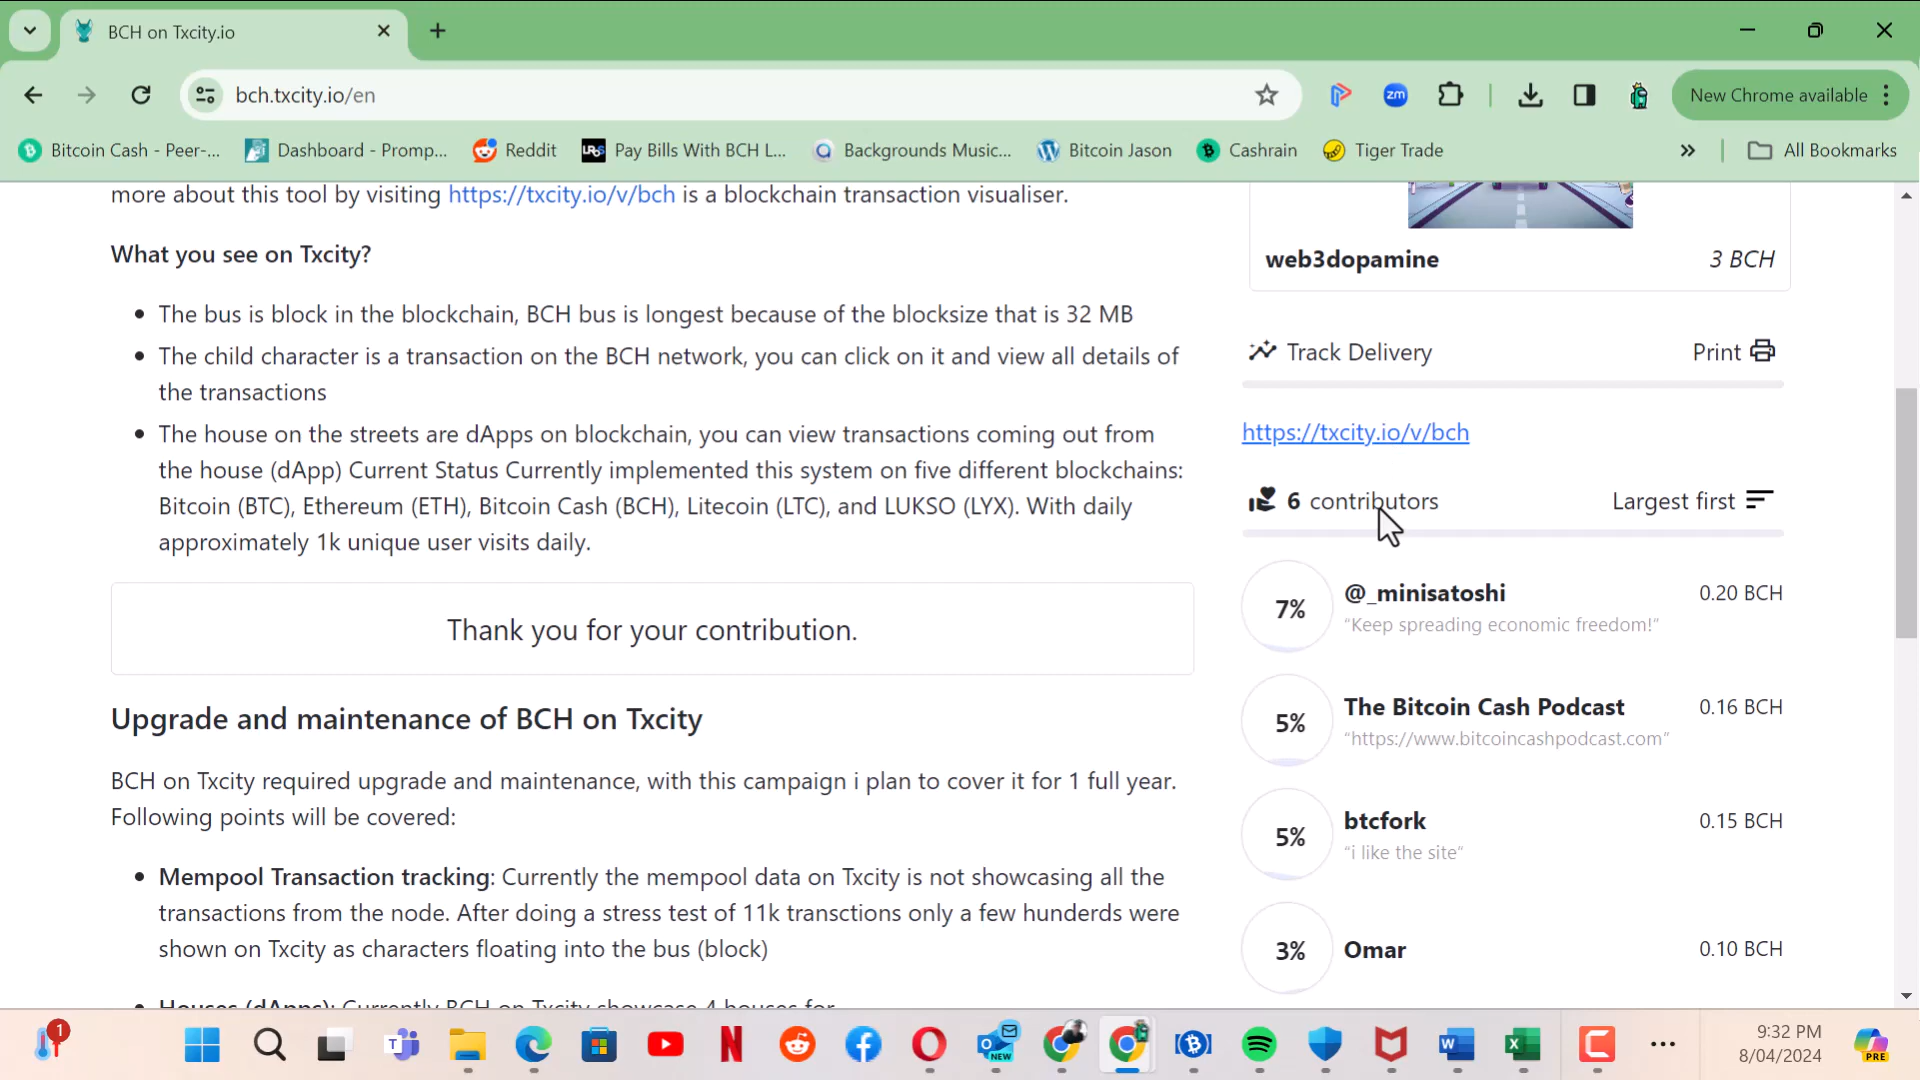 BCH on Txcity.io
bch.txcity.io/en
zm
New Chrome available
Bitcoin Cash - Peer-...
Dashboard - Promp...
Reddit
Pay Bills With BCH L...
Backgrounds Music...
Bitcoin Jason
Cashrain
Tiger Trade
»
All Bookmarks
more about this tool by visiting https://txcity.io/v/bch is a blockchain transaction visualiser.
What you see on Txcity?
• The bus is block in the blockchain, BCH bus is longest because of the blocksize that is 32 MB
• The child character is a transaction on the BCH network, you can click on it and view all details of
the transactions
• The house on the streets are dApps on blockchain, you can view transactions coming out from
the house (dApp) Current Status Currently implemented this system on five different blockchains:
Bitcoin (BTC), Ethereum (ETH), Bitcoin Cash (BCH), Litecoin (LTC), and LUKSO (LYX). With daily
approximately 1k unique user visits daily.
Thank you for your contribution.
Upgrade and maintenance of BCH on Txcity
BCH on Txcity required upgrade and maintenance, with this campaign i plan to cover it for 1 full year.
Following points will be covered:
• Mempool Transaction tracking: Currently the mempool data on Txcity is not showcasing all the
transactions from the node. After doing a stress test of 11k transctions only a few hunderds were
shown on Txcity as characters floating into the bus (block)
• Houses (dApps): Currently BCH on Txcity showcase 4 houses for
web3dopamine 3 BCH
Track Delivery Print
https://txcity.io/v/bch
6 contributors Largest first
7% @_minisatoshi 0.20 BCH
"Keep spreading economic freedom!"
5% The Bitcoin Cash Podcast 0.16 BCH
"https://www.bitcoincashpodcast.com"
5% btcfork 0.15 BCH
"i like the site"
3% Omar 0.10 BCH
1
NEW
9:32 PM
8/04/2024
PRE